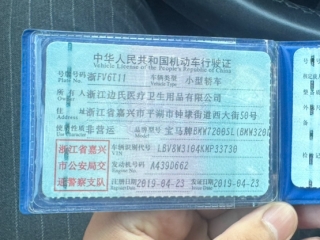 中华人民共和国机动车行驶证
Vehicle License of the People's Republic of China
号牌号码 浙FV6I11 车辆类型 小型轿车
Plate No.
所有人 浙江边氏医疗卫生用品有限公司
住址 浙江省嘉兴市平湖市钟埭街道西大街50号
使用性质 非营运 品牌型号 宝马牌BMW7200SL(BMW320
浙江省嘉兴
市公安局交
通警察支队
车辆识别代号 LBV8W3104KMP33730
VIN
发动机号码 A439D662
注册日期 2019-04-23 发证日期 2019-04-23